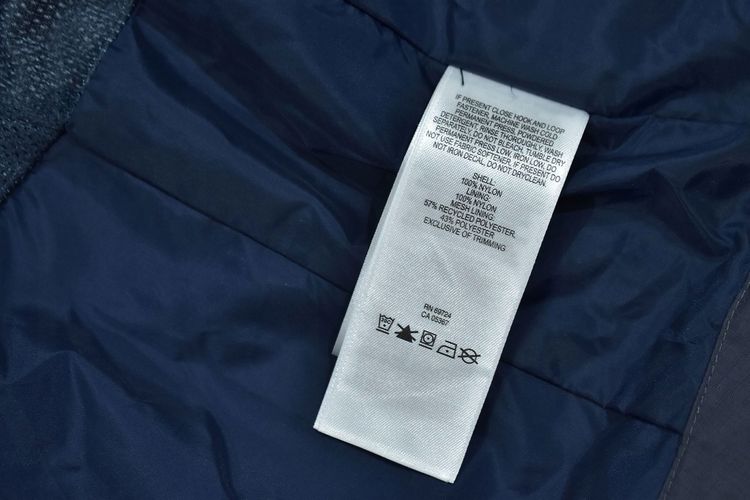 IF PRESENT CLOSE HOOK AND LOOP
FASTENER, MACHINE WASH COLD
PERMANENT PRESS, POWDERED
DETERGENT, RINSE THOROUGHLY, WASH
SEPARATELY, DO NOT BLEACH, TUMBLE DRY
PERMANENT PRESS LOW, IRON LOW, DO
NOT USE FABRIC SOFTENER, IF PRESENT, DO
NOT IRON DECAL, DO NOT DRYCLEAN.
SHELL:
100% NYLON
LINING:
100% NYLON
MESH LINING:
57% RECYCLED POLYESTER,
43% POLYESTER
EXCLUSIVE OF TRIMMING
RN 69724
CA 05367